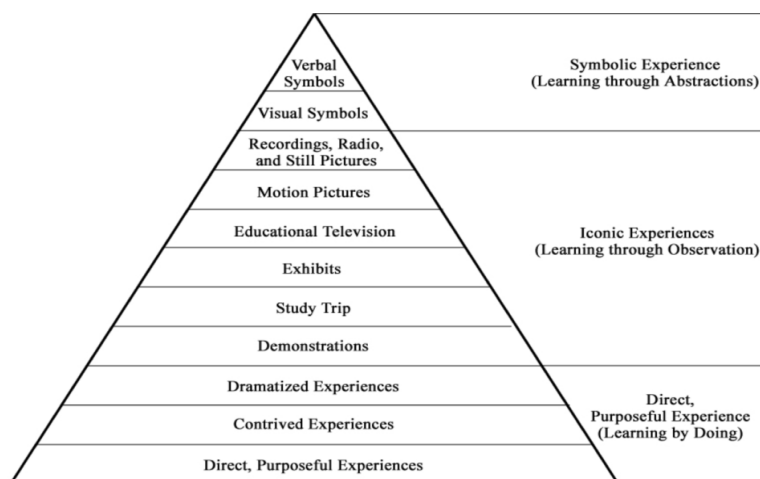 Verbal
Symbols
Visual Symbols
Recordings, Radio,
and Still Pictures
Motion Pictures
Educational Television
Exhibits
Study Trip
Demonstrations
Dramatized Experiences
Contrived Experiences
Direct, Purposeful Experiences
Symbolic Experience
(Learning through Abstractions)
Iconic Experiences
(Learning through Observation)
Direct,
Purposeful Experience
(Learning by Doing)